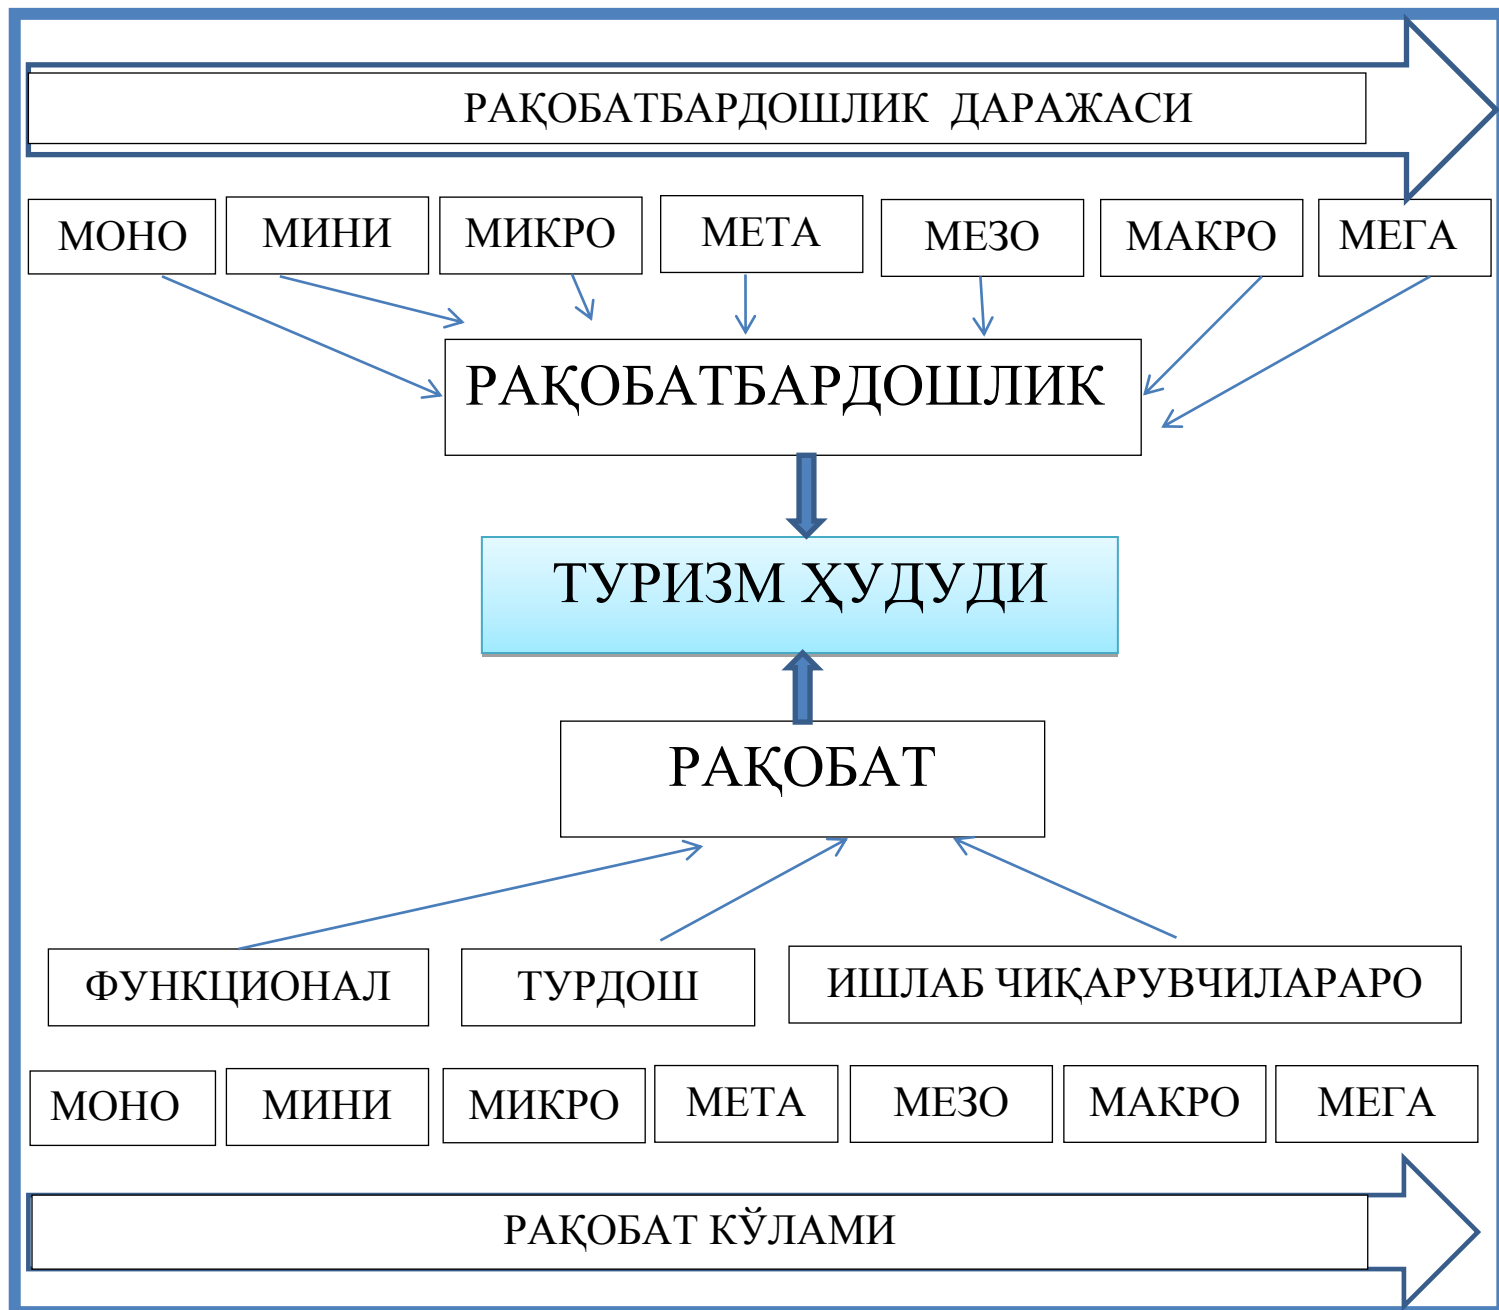 РАҚОБАТБАРДОШЛИК ДАРАЖАСИ
МОНО МИНИ МИКРО МЕТА МЕЗО МАКРО МЕГА
РАҚОБАТБАРДОШЛИК
ТУРИЗМ ҲУДУДИ
РАҚОБАТ
ФУНКЦИОНАЛ ТУРДОШ ИШЛАБ ЧИҚАРУВЧИЛАРАРО
МОНО МИНИ МИКРО МЕТА МЕЗО МАКРО МЕГА
РАҚОБАТ КЎЛАМИ